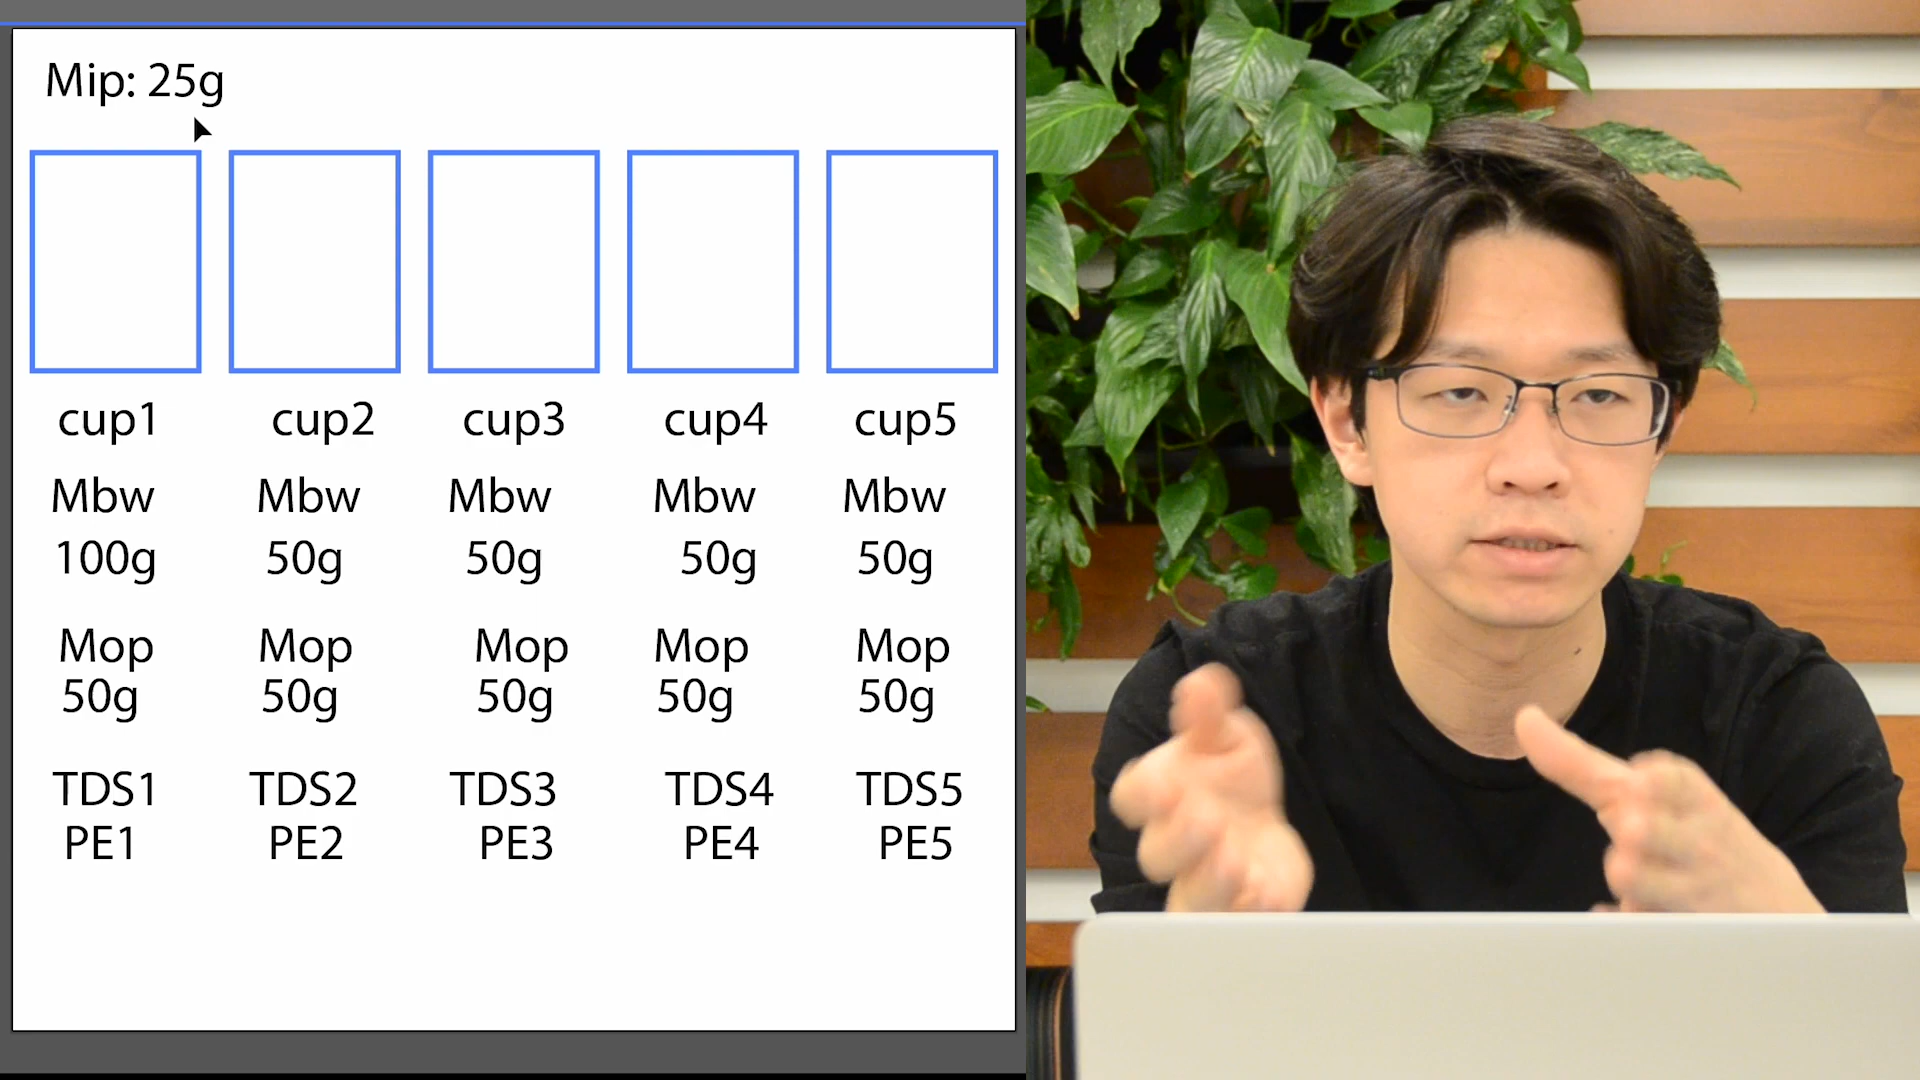 Mip: 25g
cup1 cup2 cup3 cup4 cup5
Mbw Mbw Mbw Mbw Mbw
100g 50g 50g 50g 50g
Mop Mop Mop Mop Mop
50g 50g 50g 50g 50g
TDS1 TDS2 TDS3 TDS4 TDS5
PE1 PE2 PE3 PE4 PE5